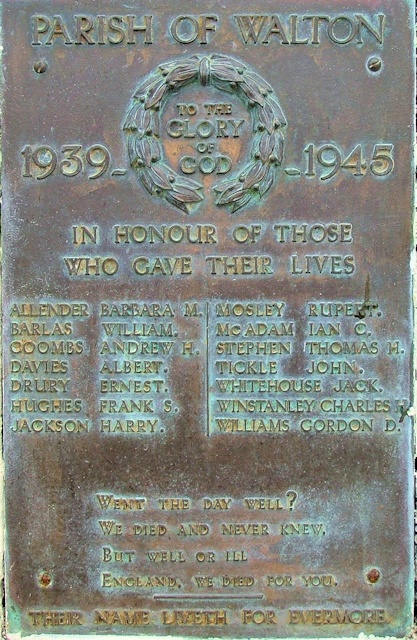 PARISH OF WALTON
TO THE
GLORY
OF
GOD
1939- -1945
IN HONOUR OF THOSE
WHO GAVE THEIR LIVES
ALLENDER BARBARA M.
BARLAS WILLIAM.
COOMBS ANDREW H.
DAVIES ALBERT.
DRURY ERNEST.
HUGHES FRANK S.
JACKSON HARRY.
MOSLEY RUPERT.
McADAM IAN C.
STEPHEN THOMAS H.
TICKLE JOHN.
WHITEHOUSE JACK.
WINSTANLEY CHARLES H
WILLIAMS GORDON D.
WENT THE DAY WELL?
WE DIED AND NEVER KNEW,
BUT WELL OR ILL
ENGLAND, WE DIED FOR YOU.
THEIR NAME LIVETH FOR EVERMORE.